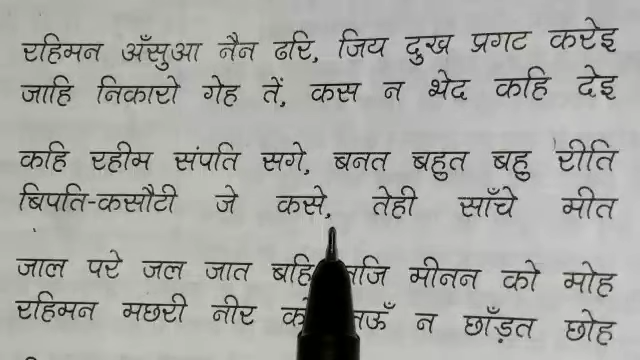 रहिमन अँसुआ नैन ढरि, जिय दुख प्रगट करेइ
जाहि निकारो गेह तें, कस न भेद कहि देइ
कहि रहीम संपति सगे, बनत बहुत बहु रीति
बिपति-कसौटी जे कसे, तेही साँचे मीत
जाल परे जल जात बहि मीनन को मोह
रहिमन मछरी नीर न छाँड़त छोह